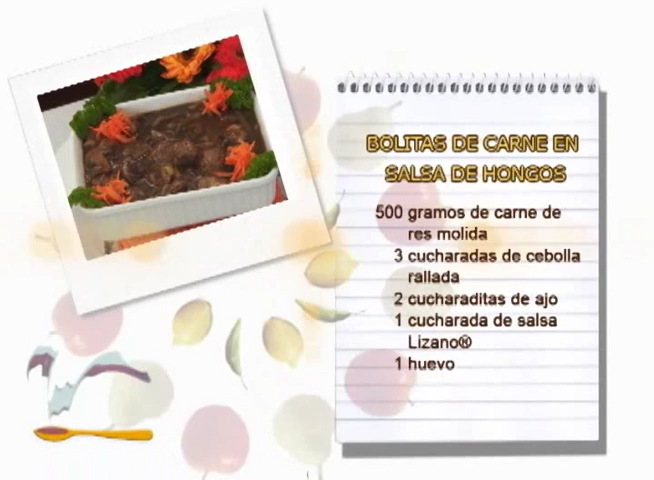 BOLITAS DE CARNE EN
SALSA DE HONGOS
500 gramos de carne de
res molida
3 cucharadas de cebolla
rallada
2 cucharaditas de ajo
1 cucharada de salsa
Lizano®
1 huevo